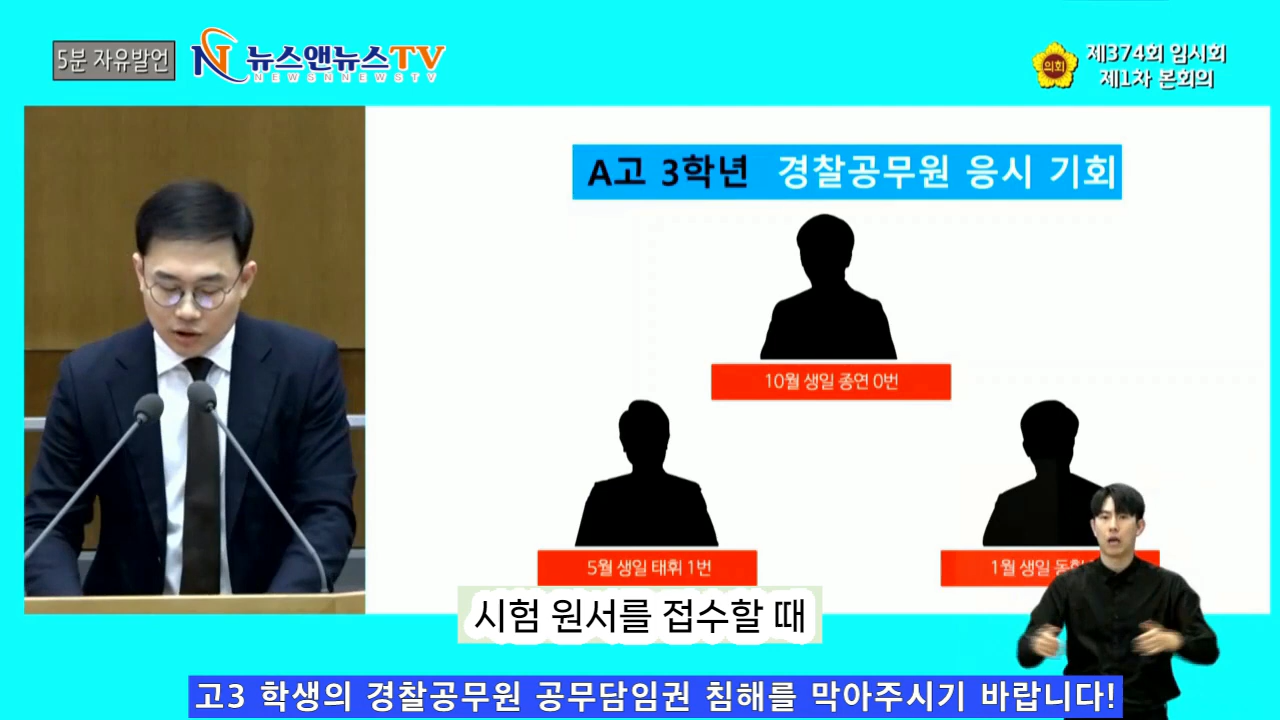 5분 자유발언
뉴스앤뉴스TV
NEWSNNEWSTV
의회
제374회 임시회
제1차 본회의
A고 3학년 경찰공무원 응시 기회
10월 생일 종연 0번
5월 생일 태휘 1번
1월 생일
시험 원서를 접수할 때
고3 학생의 경찰공무원 공무담임권 침해를 막아주시기 바랍니다!